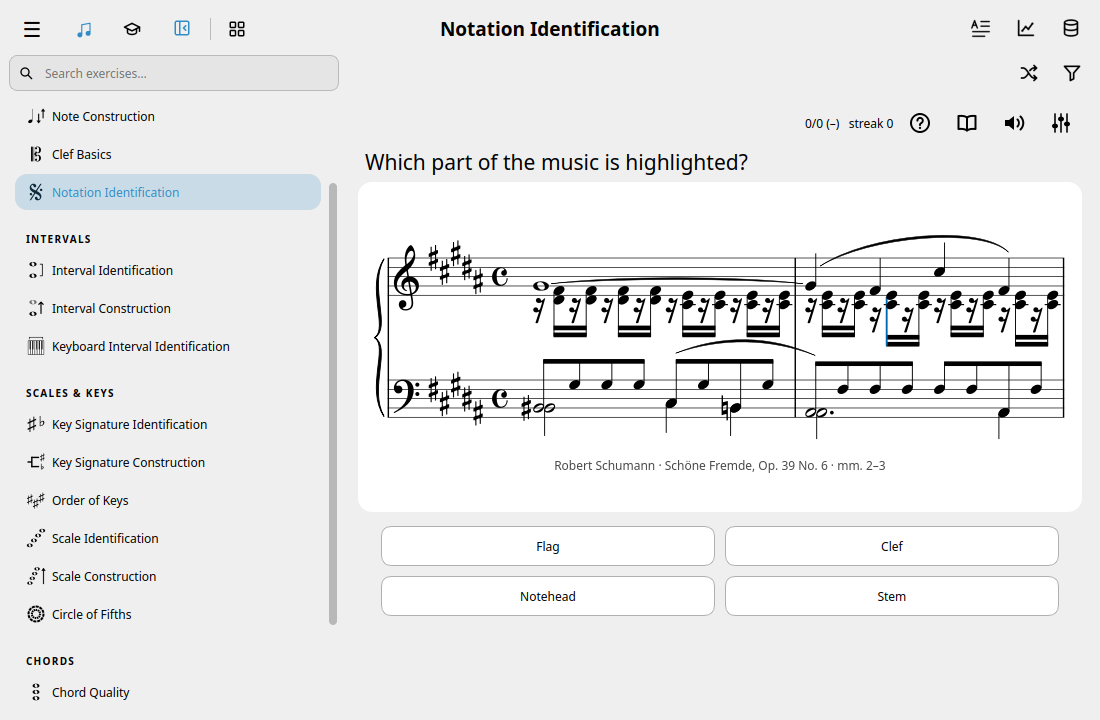 Notation Identification
Search exercises...
Note Construction
Clef Basics
Notation Identification
INTERVALS
Interval Identification
Interval Construction
Keyboard Interval Identification
SCALES & KEYS
Key Signature Identification
Key Signature Construction
Order of Keys
Scale Identification
Scale Construction
Circle of Fifths
CHORDS
Chord Quality
0/0 (–) streak 0
Which part of the music is highlighted?
Robert Schumann · Schöne Fremde, Op. 39 No. 6 · mm. 2–3
Flag
Clef
Notehead
Stem